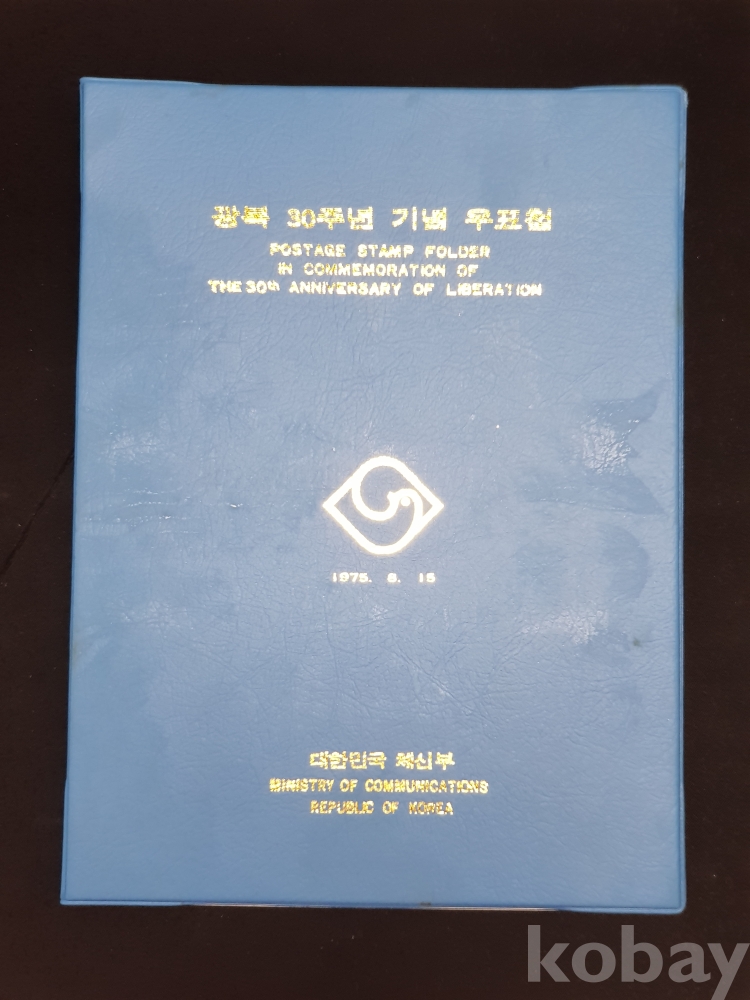 광복 30주년 기념 우표첩
POSTAGE STAMP FOLDER
IN COMMEMORATION OF
THE 30th ANNIVERSARY OF LIBERATION
1975. 8. 15
대한민국 체신부
MINISTRY OF COMMUNICATIONS
REPUBLIC OF KOREA
kobay